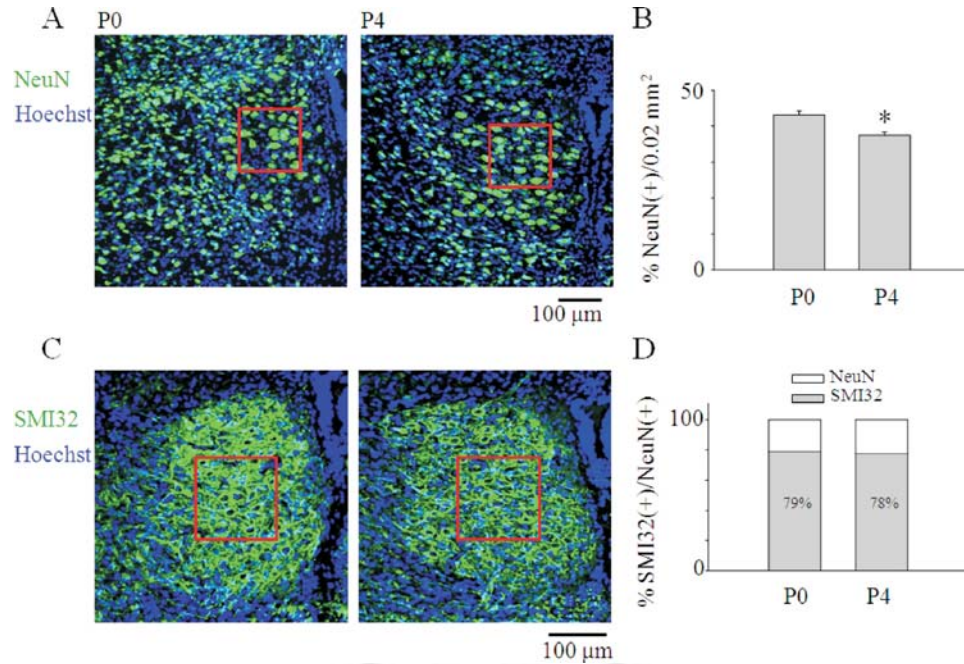 A P0 P4
NeuN
Hoechst
100 µm
B
% NeuN(+)/0.02 mm²
50
*
0
P0 P4
C
SMI32
Hoechst
100 µm
D
NeuN
SMI32
% SMI32(+)/NeuN(+)
100
79% 78%
0
P0 P4